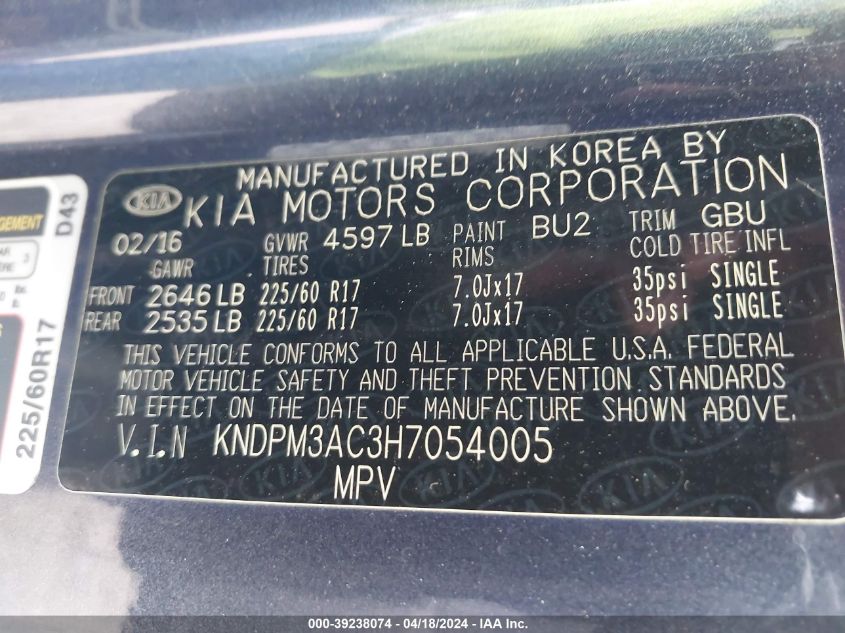 MANUFACTURED IN KOREA BY
KIA KIA MOTORS CORPORATION
02/16 GVWR 4597 LB PAINT BU2 TRIM GBU
GAWR TIRES RIMS COLD TIRE INFL
FRONT 2646 LB 225/60 R17 7.0Jx17 35psi SINGLE
REAR 2535 LB 225/60 R17 7.0Jx17 35psi SINGLE
THIS VEHICLE CONFORMS TO ALL APPLICABLE U.S.A. FEDERAL
MOTOR VEHICLE SAFETY AND THEFT PREVENTION STANDARDS
IN EFFECT ON THE DATE OF MANUFACTURE SHOWN ABOVE.
V.I.N KNDPM3AC3H7054005
MPV
D43
225/60R17
000-39238074 - 04/18/2024 - IAA Inc.